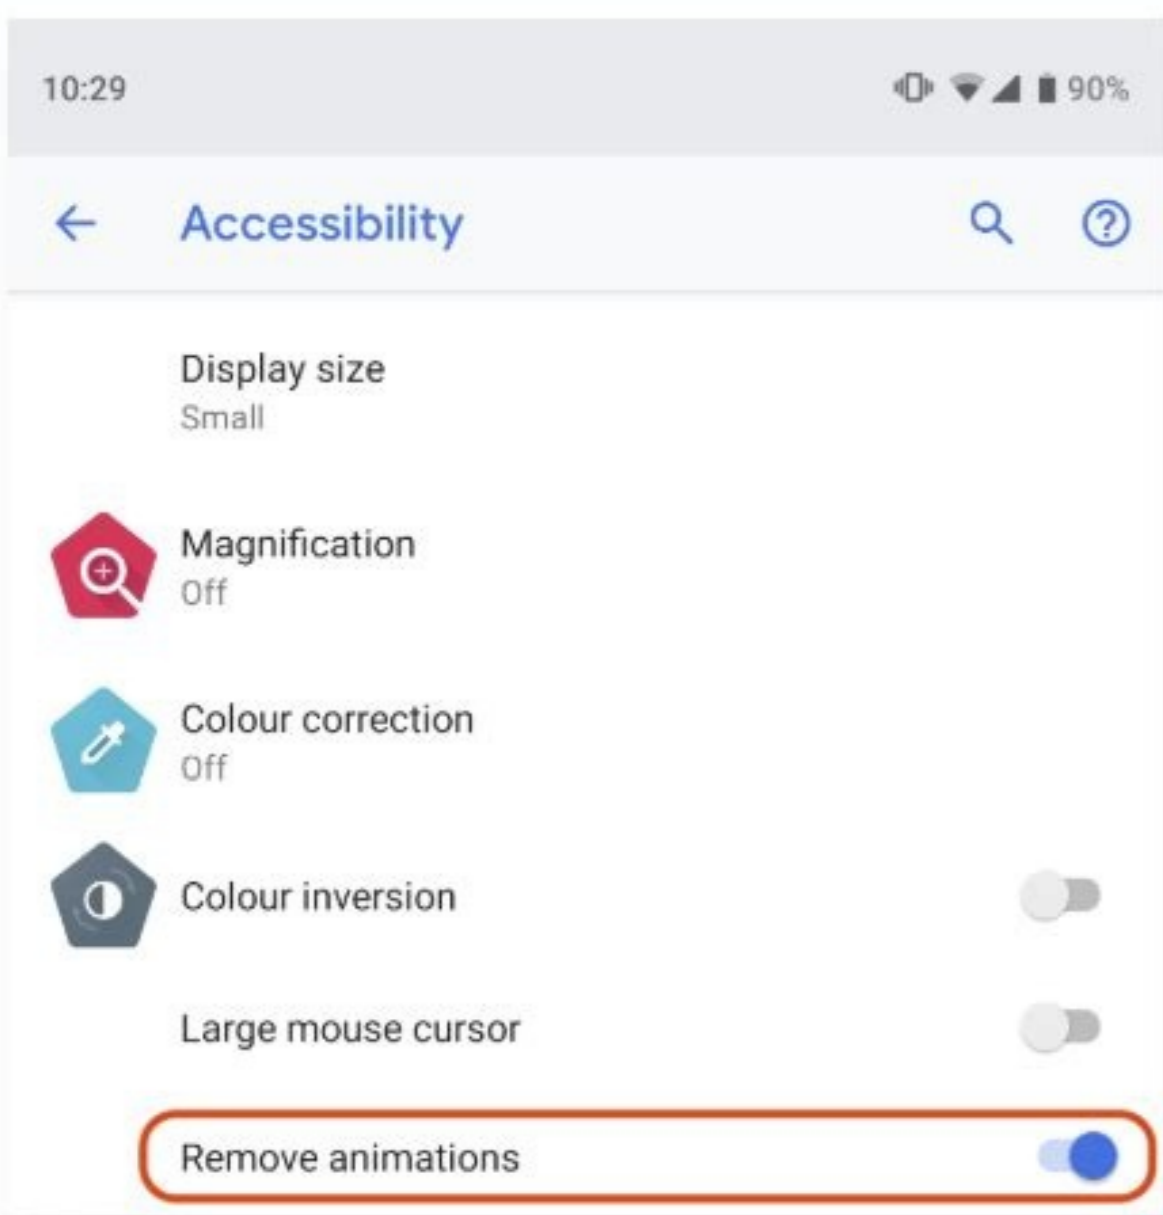 10:29
90%
Accessibility
Display size
Small
Magnification
Off
Colour correction
Off
Colour inversion
Large mouse cursor
Remove animations